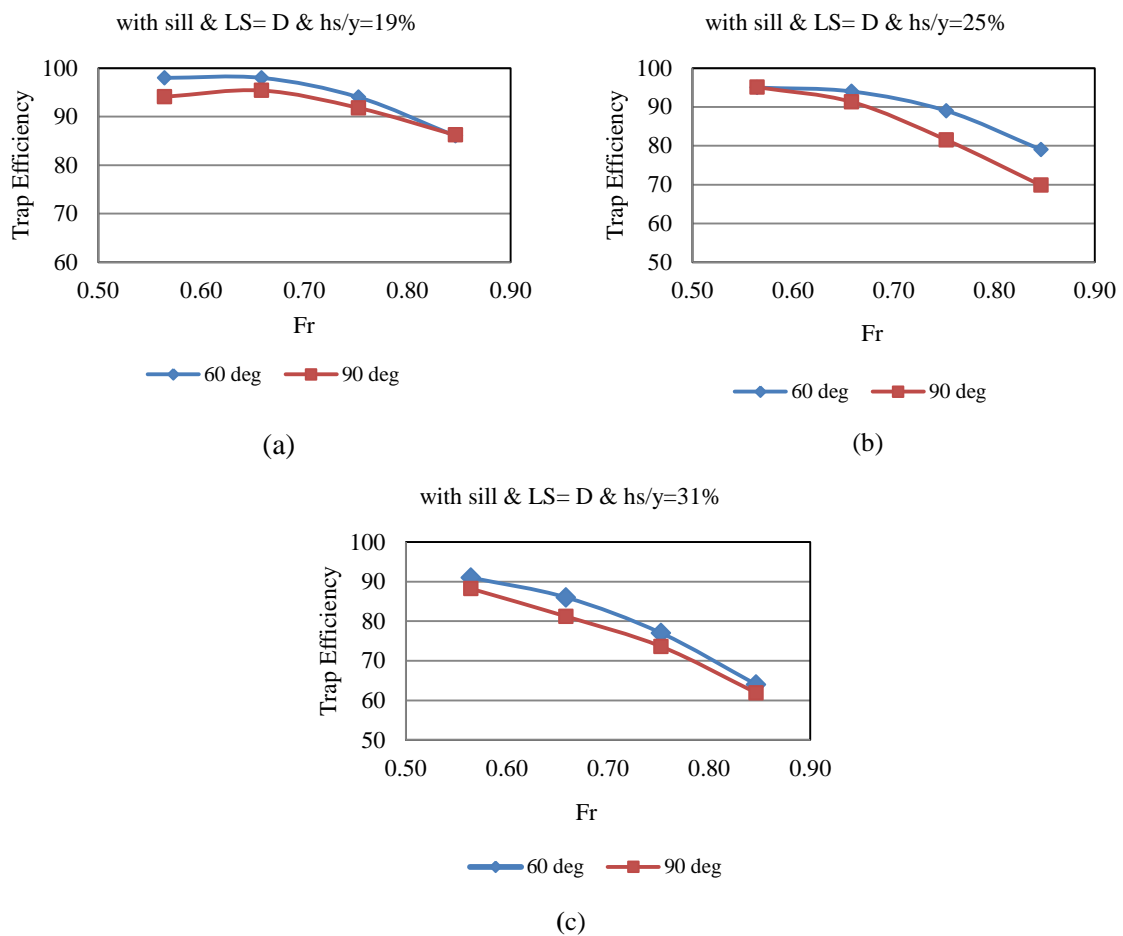 with sill & LS= D & hs/y=19%
100
90
80
70
60
Trap Efficiency
0.50 0.60 0.70 0.80 0.90
Fr
60 deg 90 deg
(a)
with sill & LS= D & hs/y=25%
100
90
80
70
60
50
Trap Efficiency
0.50 0.60 0.70 0.80 0.90
Fr
60 deg 90 deg
(b)
with sill & LS= D & hs/y=31%
100
90
80
70
60
50
Trap Efficiency
0.50 0.60 0.70 0.80 0.90
Fr
60 deg 90 deg
(c)